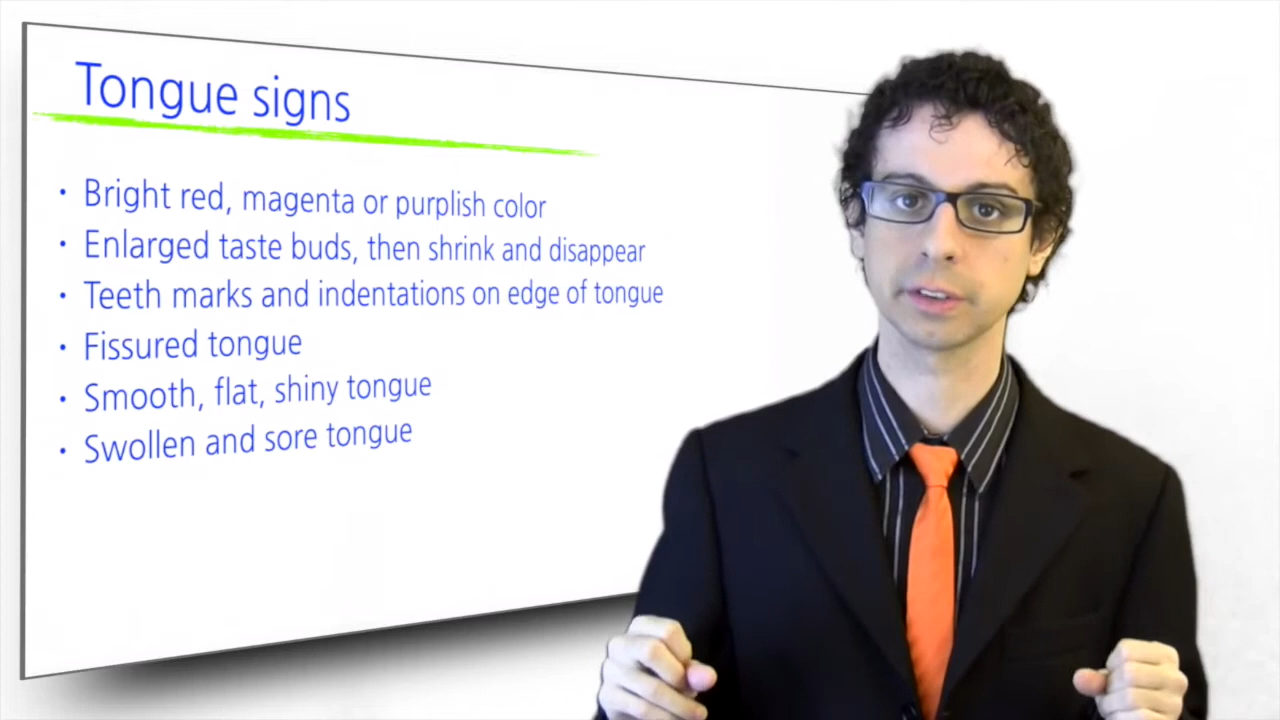 Tongue signs
• Bright red, magenta or purplish color
• Enlarged taste buds, then shrink and disappear
• Teeth marks and indentations on edge of tongue
• Fissured tongue
• Smooth, flat, shiny tongue
• Swollen and sore tongue